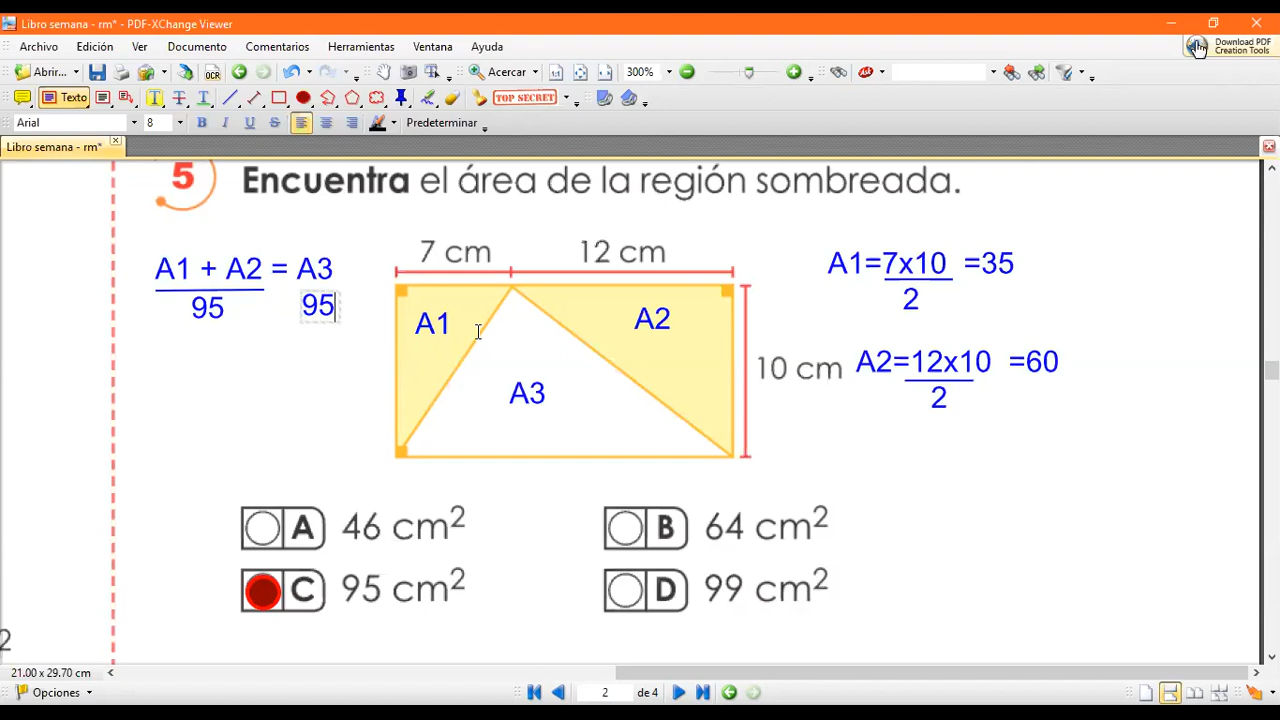 Libro semana - rm* - PDF-XChange Viewer
Archivo Edición Ver Documento Comentarios Herramientas Ventana Ayuda
Download PDF
Creation Tools
Abrir... OCR Acercar 300%
Texto TOP SECRET
Arial 8 B I U S Predeterminar
Libro semana - rm*
5 Encuentra el área de la región sombreada.
7 cm 12 cm
A1 + A2 = A3
95 95
A1=7x10 =35
2
A1 A2
A3
10 cm
A2=12x10 =60
2
A 46 cm²
B 64 cm²
C 95 cm²
D 99 cm²
2
21.00 x 29.70 cm
Opciones 2 de 4